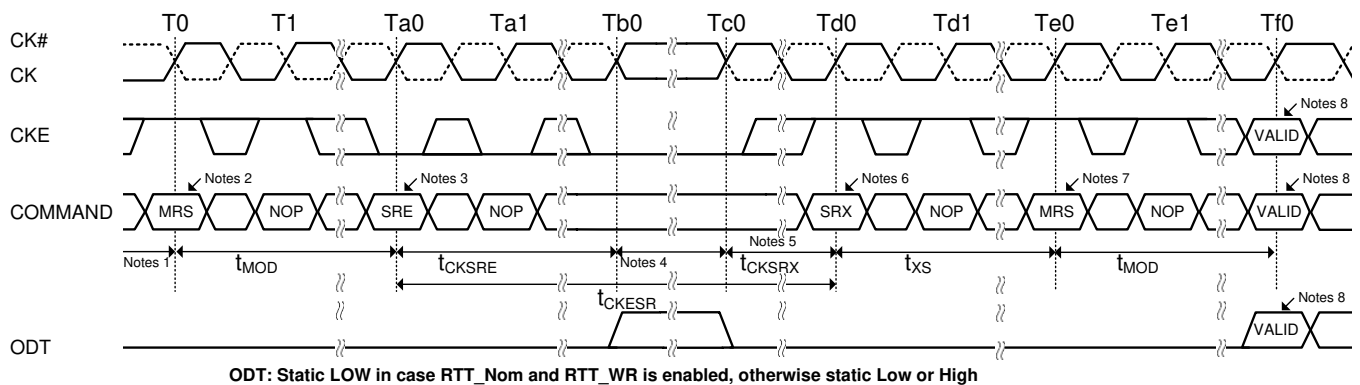 T0 T1 Ta0 Ta1 Tb0 Tc0 Td0 Td1 Te0 Te1 Tf0
CK#
CK
Notes 8
CKE
VALID
Notes 2 Notes 3 Notes 6 Notes 7 Notes 8
COMMAND MRS NOP SRE NOP SRX NOP MRS NOP VALID
Notes 1 tMOD tCKSRE Notes 4 Notes 5 tCKSRX tXS tMOD
tCKESR
Notes 8
VALID
ODT
ODT: Static LOW in case RTT_Nom and RTT_WR is enabled, otherwise static Low or High